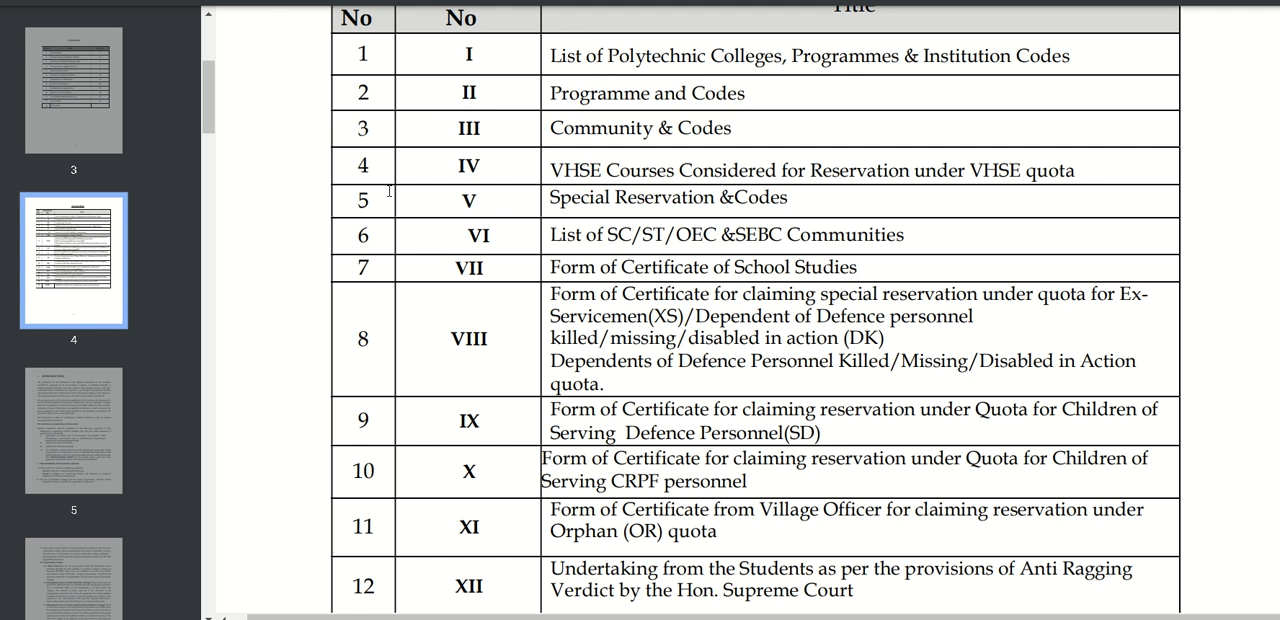 No No Title
1 I List of Polytechnic Colleges, Programmes & Institution Codes
2 II Programme and Codes
3 III Community & Codes
4 IV VHSE Courses Considered for Reservation under VHSE quota
5 V Special Reservation &Codes
6 VI List of SC/ST/OEC &SEBC Communities
7 VII Form of Certificate of School Studies
8 VIII Form of Certificate for claiming special reservation under quota for Ex-
Servicemen(XS)/Dependent of Defence personnel
killed/missing/disabled in action (DK)
Dependents of Defence Personnel Killed/Missing/Disabled in Action
quota.
9 IX Form of Certificate for claiming reservation under Quota for Children of
Serving Defence Personnel(SD)
10 X Form of Certificate for claiming reservation under Quota for Children of
Serving CRPF personnel
11 XI Form of Certificate from Village Officer for claiming reservation under
Orphan (OR) quota
12 XII Undertaking from the Students as per the provisions of Anti Ragging
Verdict by the Hon. Supreme Court
3
4
5